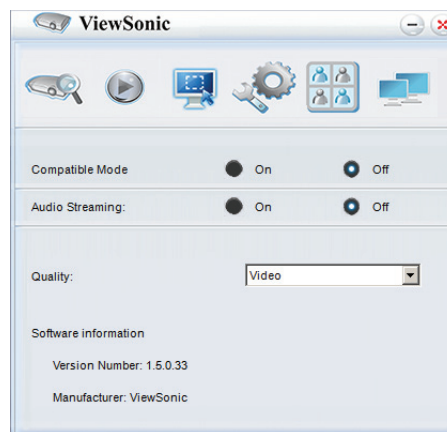 ViewSonic
Compatible Mode On Off
Audio Streaming: On Off
Quality: Video
Software information
Version Number: 1.5.0.33
Manufacturer: ViewSonic